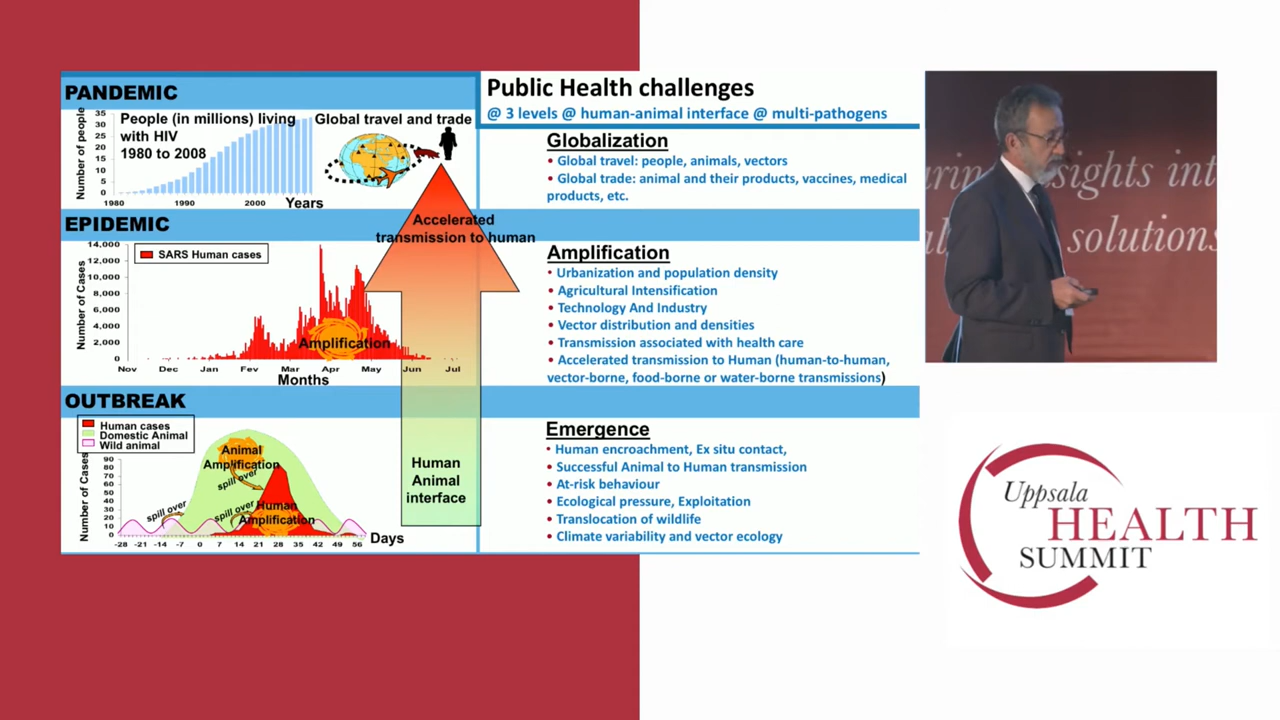 PANDEMIC
Number of people
35
30
25
20
15
10
5
0
People (in millions) living
with HIV
1980 to 2008
1980
1990
2000
Years
Global travel and trade
Public Health challenges
@ 3 levels @ human-animal interface @ multi-pathogens
Globalization
• Global travel: people, animals, vectors
• Global trade: animal and their products, vaccines, medical
products, etc.
EPIDEMIC
Number of Cases
14,000
12,000
10,000
8,000
6,000
4,000
2,000
0
SARS Human cases
Amplification
Nov Dec Jan Fev Mar Apr May Jun Jul
Months
Accelerated
transmission to human
Amplification
• Urbanization and population density
• Agricultural Intensification
• Technology And Industry
• Vector distribution and densities
• Transmission associated with health care
• Accelerated transmission to Human (human-to-human,
vector-borne, food-borne or water-borne transmissions)
OUTBREAK
Human cases
Domestic Animal
Wild animal
Number of Cases
90
80
70
60
50
40
30
20
10
0
Animal
Amplification
spill over
spill over
spill over
Human
Amplification
-28 -21 -14 -7 0 7 14 21 28 35 42 49 56
Days
Human
Animal
interface
Emergence
• Human encroachment, Ex situ contact,
• Successful Animal to Human transmission
• At-risk behaviour
• Ecological pressure, Exploitation
• Translocation of wildlife
• Climate variability and vector ecology
solutions
Uppsala
HEALTH
SUMMIT